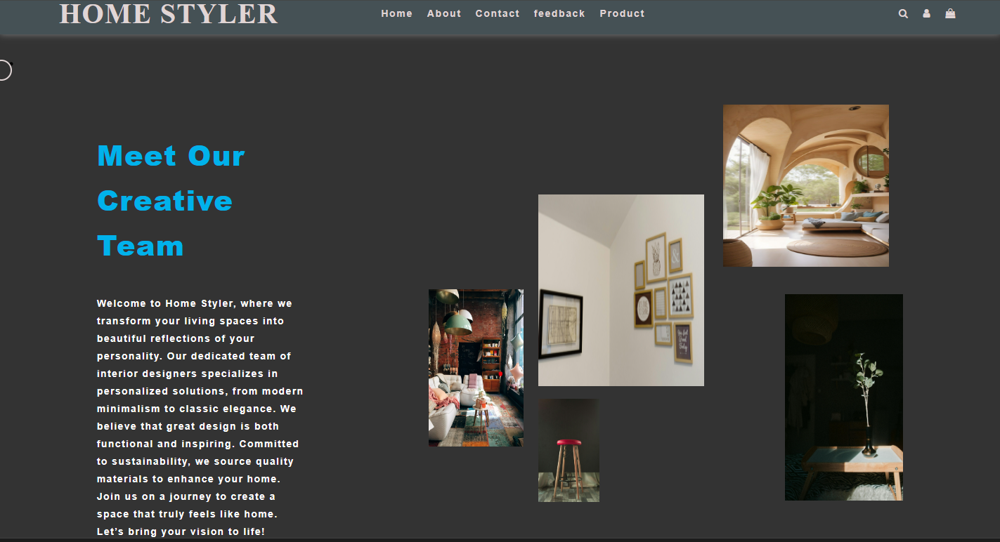 HOME STYLER
Home About Contact feedback Product
Meet Our
Creative
Team
Welcome to Home Styler, where we
transform your living spaces into
beautiful reflections of your
personality. Our dedicated team of
interior designers specializes in
personalized solutions, from modern
minimalism to classic elegance. We
believe that great design is both
functional and inspiring. Committed
to sustainability, we source quality
materials to enhance your home.
Join us on a journey to create a
space that truly feels like home.
Let’s bring your vision to life!
&